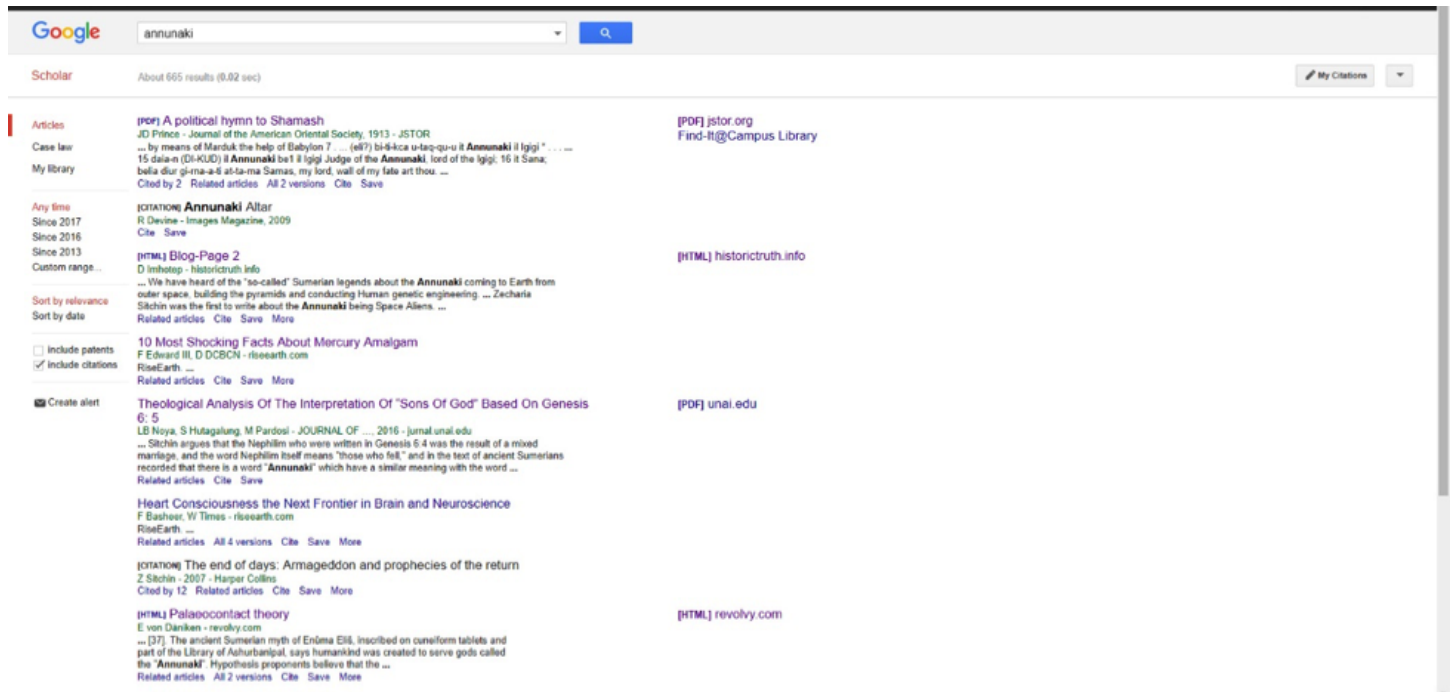 Google
annunaki
Scholar
About 665 results (0.02 sec)
My Citations
Articles
Case law
My library
Any time
Since 2017
Since 2016
Since 2013
Custom range...
Sort by relevance
Sort by date
include patents
include citations
Create alert
[PDF] A political hymn to Shamash
JD Prince - Journal of the American Oriental Society, 1913 - JSTOR
... by means of Marduk the help of Babylon 7 . ... (eli?) bi-ti-kca u-taq-qu-u it Annunaki il Igigi " . . . ...
15 daia-n (DI-KUD) il Annunaki be1 il Igigi Judge of the Annunaki, lord of the Igigi; 16 it Sana;
belia diur gi-rna-a-ti at-ta-ma Sarnas, my lord, wall of my fate art thou. ...
Cited by 2 Related articles All 2 versions Cite Save
[PDF] jstor.org
Find-It@Campus Library
[CITATION] Annunaki Altar
R Devine - Images Magazine, 2009
Cite Save
[HTML] Blog-Page 2
D Imhotep - historictruth.info
... We have heard of the "so-called" Sumerian legends about the Annunaki coming to Earth from
outer space, building the pyramids and conducting Human genetic engineering. ... Zecharia
Sitchin was the first to write about the Annunaki being Space Aliens. ...
Related articles Cite Save More
[HTML] historictruth.info
10 Most Shocking Facts About Mercury Amalgam
F Edward III, D DCBCN - riseearth.com
RiseEarth. ...
Related articles Cite Save More
Theological Analysis Of The Interpretation Of "Sons Of God" Based On Genesis
6: 5
LB Noya, S Hutagalung, M Pardosi - JOURNAL OF ..., 2016 - jurnal.unai.edu
... Sitchin argues that the Nephilim who were written in Genesis 6:4 was the result of a mixed
marriage, and the word Nephilim itself means "those who fell," and in the text of ancient Sumerians
recorded that there is a word "Annunaki" which have a similar meaning with the word ...
Related articles Cite Save
[PDF] unai.edu
Heart Consciousness the Next Frontier in Brain and Neuroscience
F Basheer, W Times - riseearth.com
RiseEarth. ...
Related articles All 4 versions Cite Save More
[CITATION] The end of days: Armageddon and prophecies of the return
Z Sitchin - 2007 - Harper Collins
Cited by 12 Related articles Cite Save More
[HTML] Palaeocontact theory
E von Däniken - revolvy.com
... [37]. The ancient Sumerian myth of Enûma Eliš, inscribed on cuneiform tablets and
part of the Library of Ashurbanipal, says humankind was created to serve gods called
the "Annunaki". Hypothesis proponents believe that the ...
Related articles All 2 versions Cite Save More
[HTML] revolvy.com